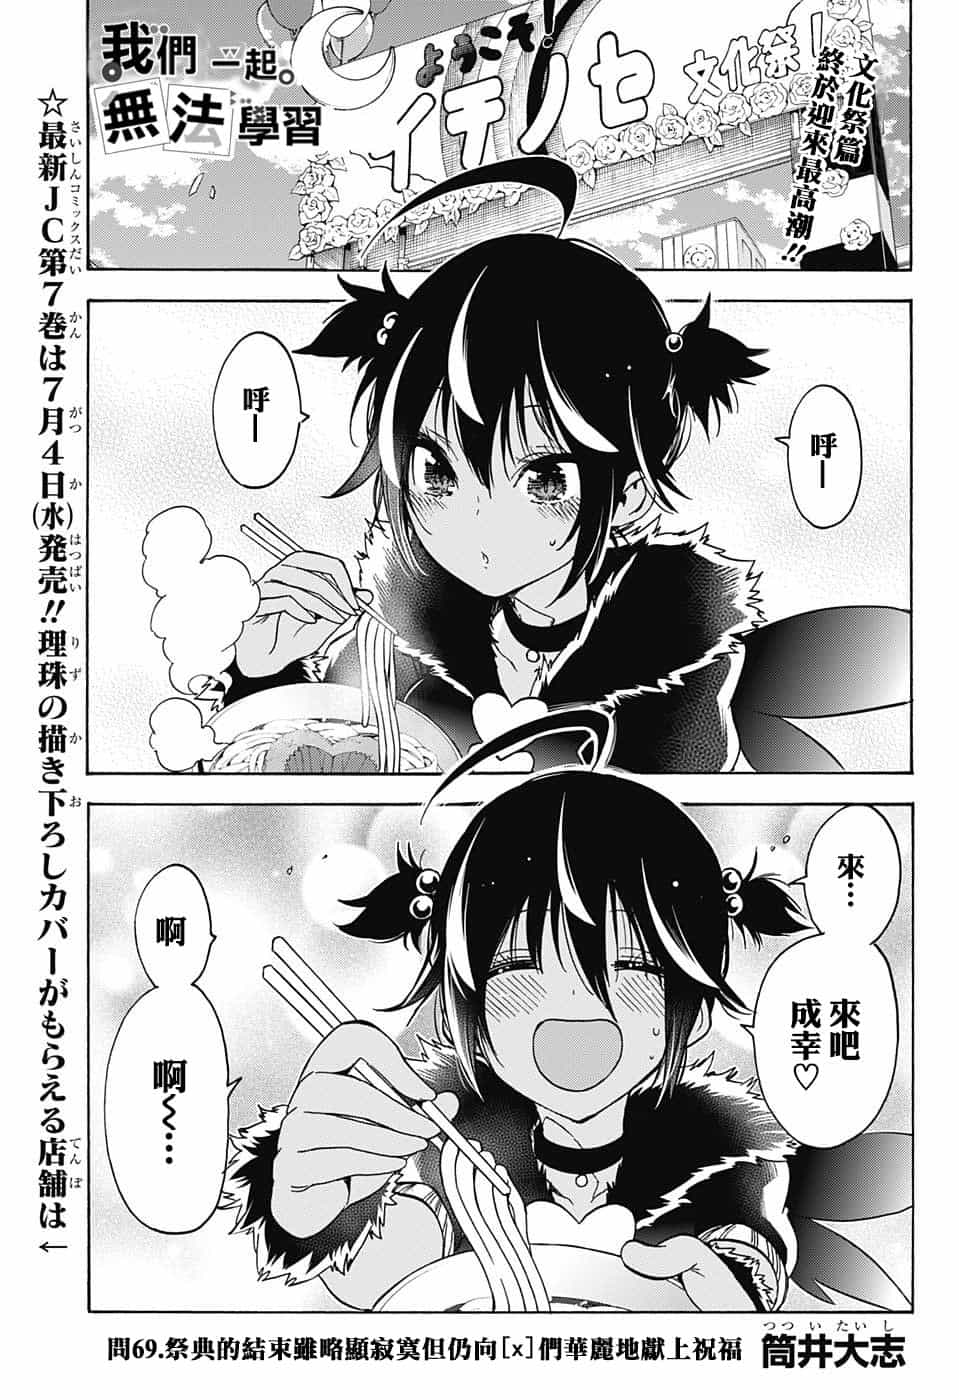 我們一起
無法學習
ようこそ!
イチノセ
文化祭!
文化祭篇
終於迎來最高潮!!
呼ー
呼ー
來…
來吧
成幸♡
啊
啊~…
☆最新JC第7巻は7月4日(水)発売!!理珠の描き下ろしカバーがもらえる店舗は←
さいしんコミックスだい かん がつ か はつばい りず か お てんぽ
問69.祭典的結束雖略顯寂寞但仍向[x]們華麗地獻上祝福
つついたいし
筒井大志